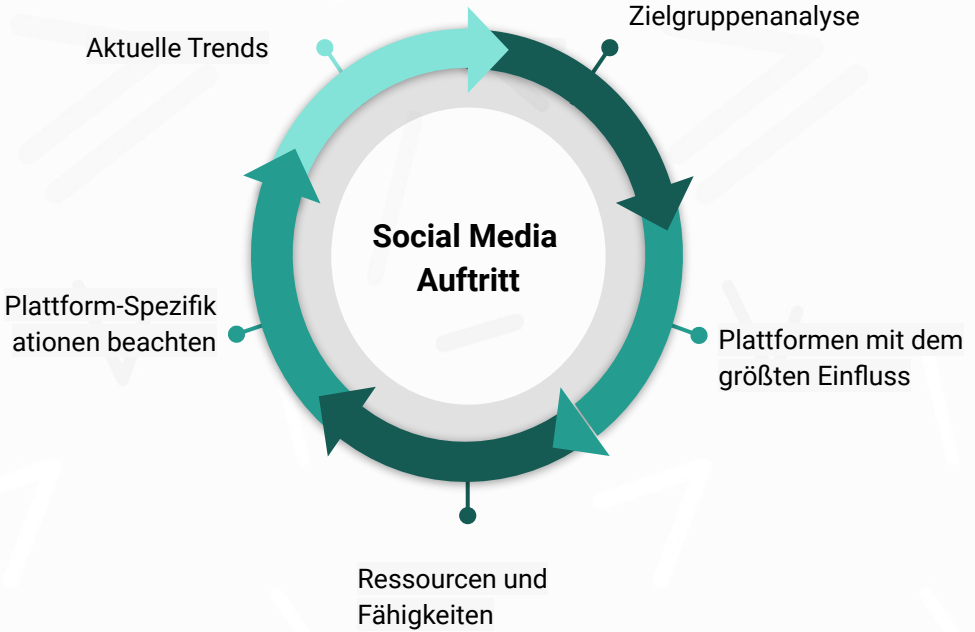 Zielgruppenanalyse
Aktuelle Trends
Social Media
Auftritt
Plattform-Spezifik
ationen beachten
Plattformen mit dem
größten Einfluss
Ressourcen und
Fähigkeiten